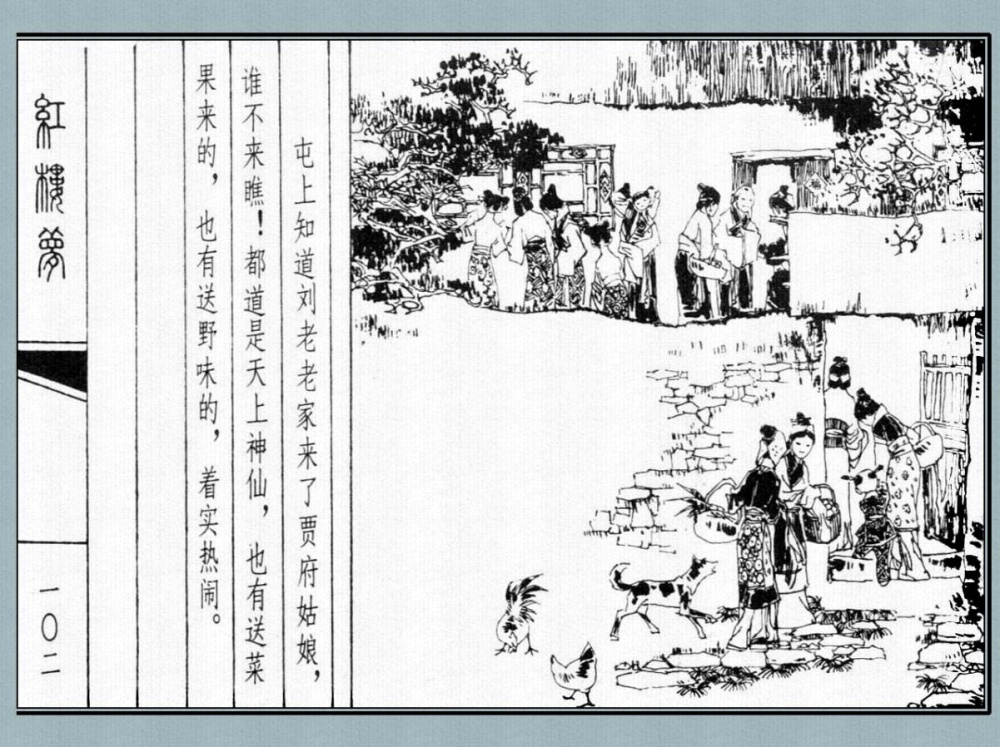 屯上知道刘老老家来了贾府姑娘，
谁不来瞧！都道是天上神仙，也有送菜
果来的，也有送野味的，着实热闹。
紅樓夢
一〇二